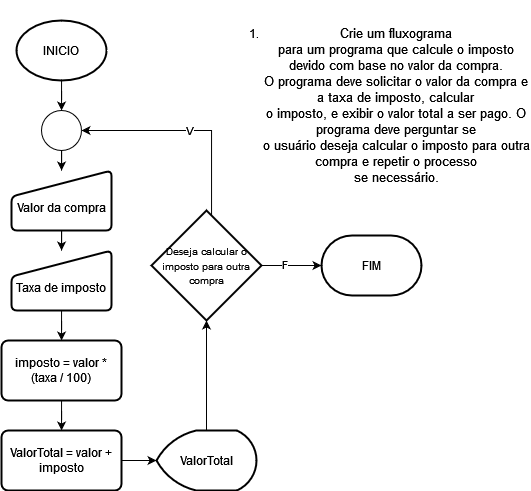 1. Crie um fluxograma
para um programa que calcule o imposto
devido com base no valor da compra.
O programa deve solicitar o valor da compra e
a taxa de imposto, calcular
o imposto, e exibir o valor total a ser pago. O
programa deve perguntar se
o usuário deseja calcular o imposto para outra
compra e repetir o processo
se necessário.
INICIO
V
Valor da compra
Taxa de imposto
imposto = valor *
(taxa / 100)
ValorTotal = valor +
imposto
ValorTotal
Deseja calcular o
imposto para outra
compra
F
FIM